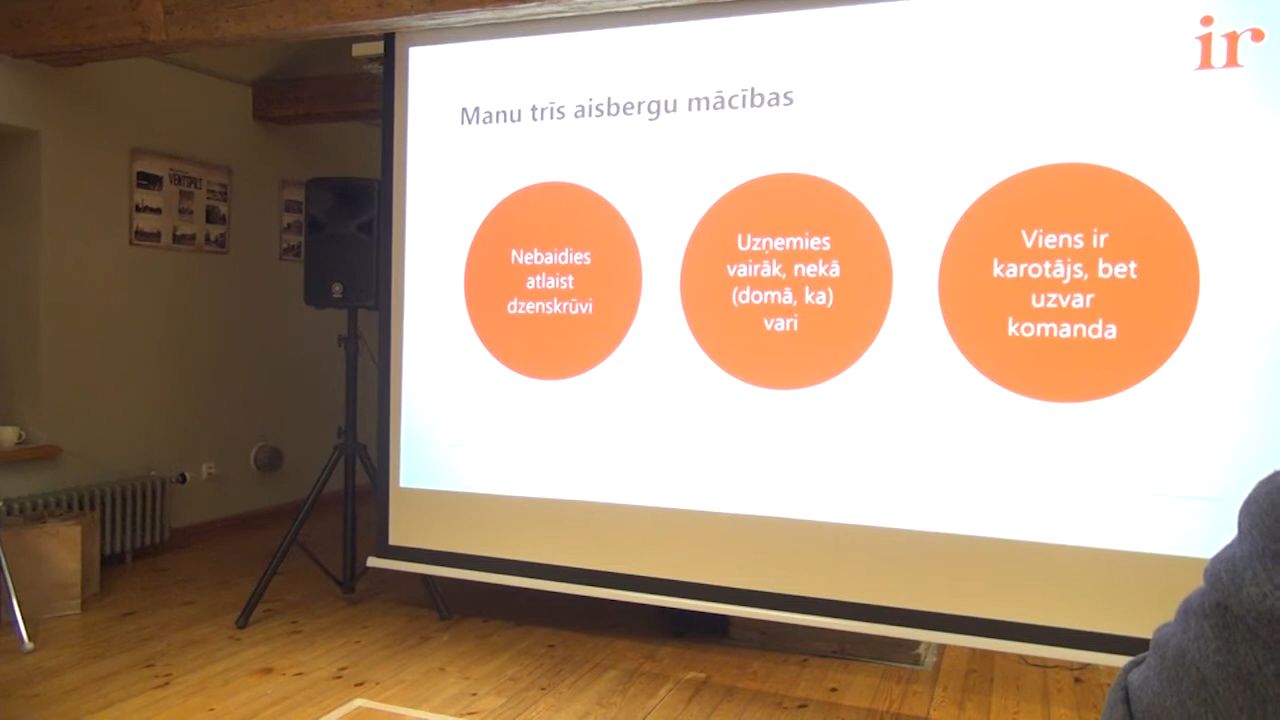 ir
Manu trīs aisbergu mācības
Nebaidies
atlaist
dzenskrūvi
Uzņemies
vairāk, nekā
(domā, ka)
vari
Viens ir
karotājs, bet
uzvar
komanda
VENTSPILS